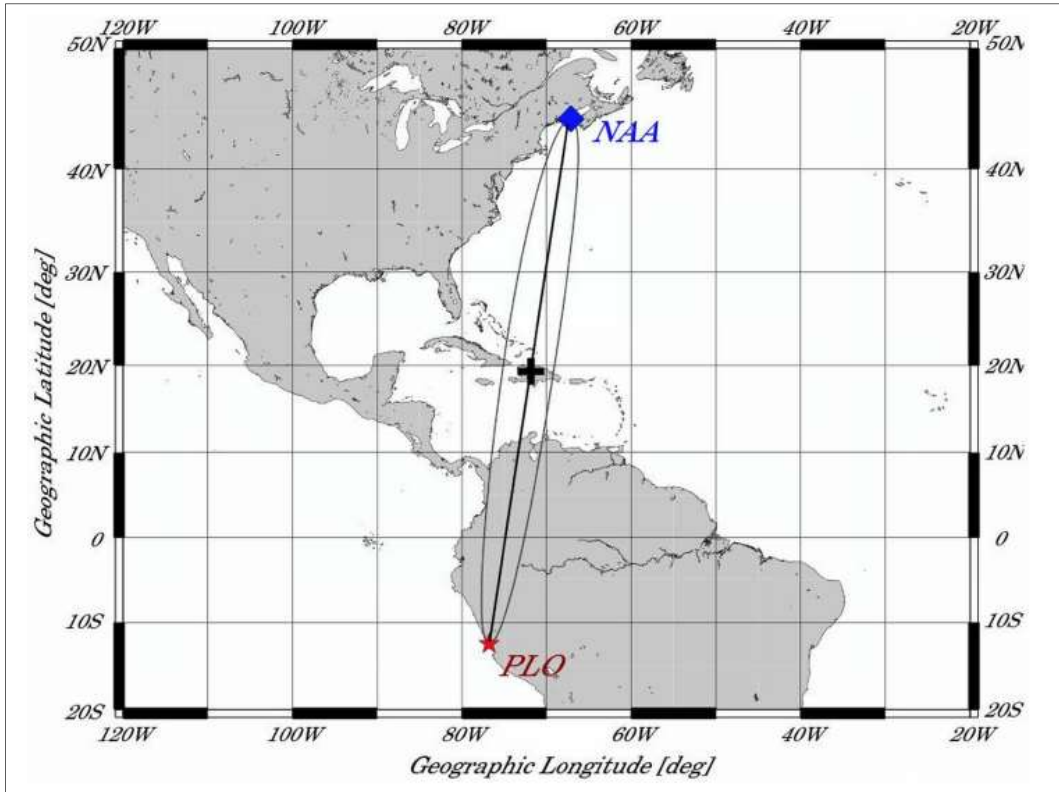 120W 100W 80W 60W 40W 20W
50N 50N
NAA
40N 40N
30N 30N
20N 20N
10N 10N
0 0
10S 10S
PLO
20S 20S
120W 100W 80W 60W 40W 20W
Geographic Longitude [deg]
Geographic Latitude [deg]